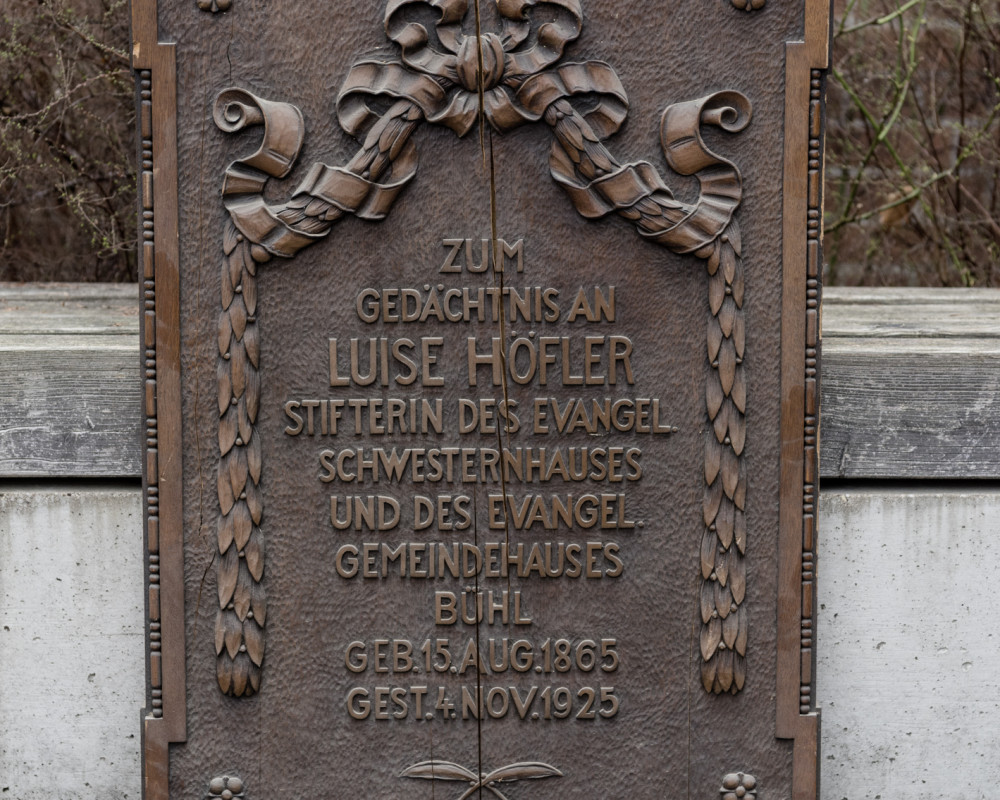 ZUM
GEDÄCHTNIS AN
LUISE HÖFLER
STIFTERIN DES EVANGEL.
SCHWESTERNHAUSES
UND DES EVANGEL.
GEMEINDEHAUSES
BÜHL
GEB.15.AUG.1865
GEST.4.NOV.1925